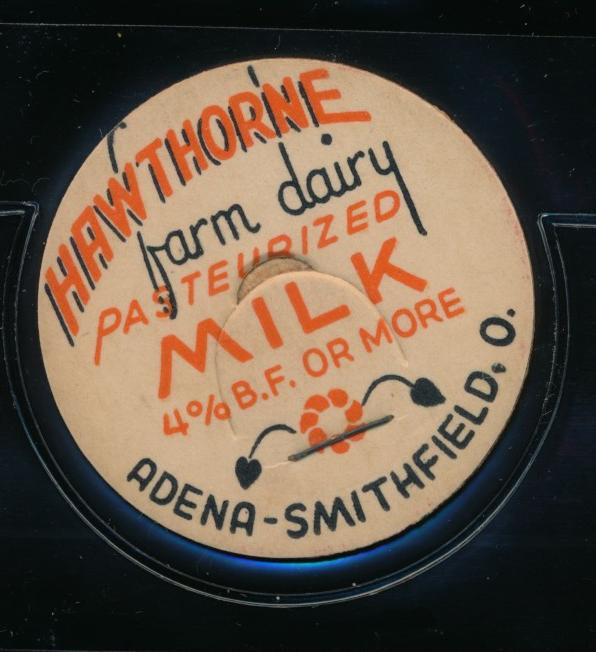 HAWTHORNE
farm dairy
PASTEURIZED
MILK
4% B.F. OR MORE
ADENA-SMITHFIELD, O.